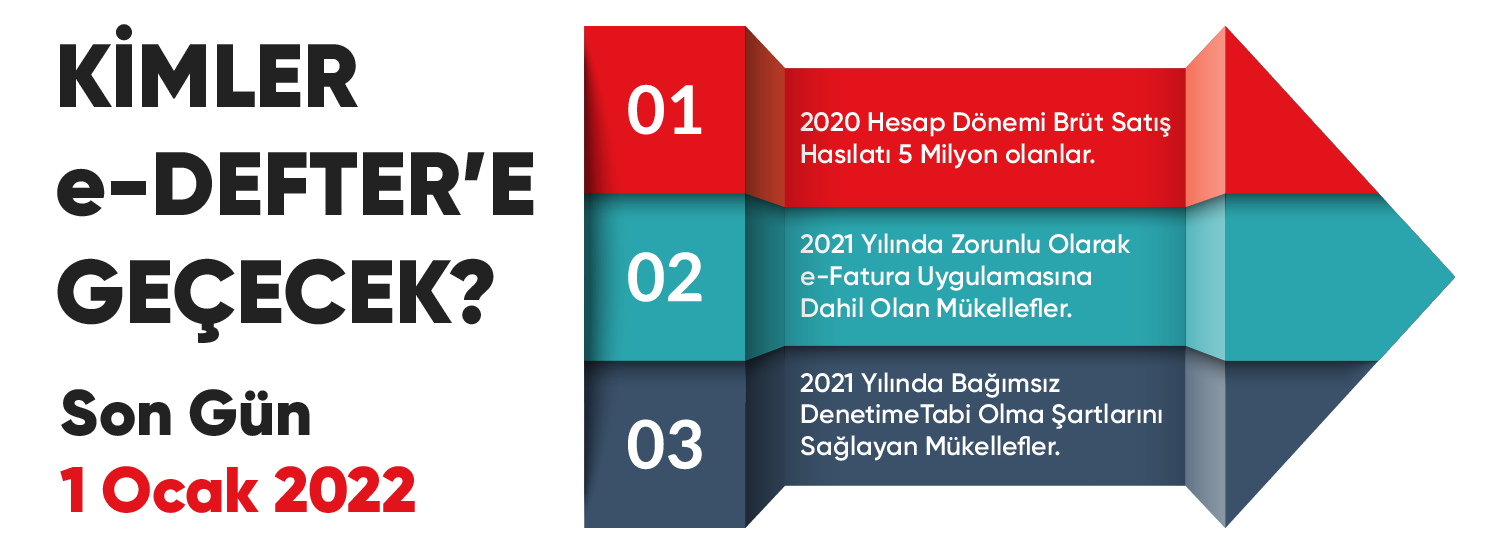 KİMLER
e-DEFTER'E
GEÇECEK?
Son Gün
1 Ocak 2022
01
2020 Hesap Dönemi Brüt Satış
Hasılatı 5 Milyon olanlar.
02
2021 Yılında Zorunlu Olarak
e-Fatura Uygulamasına
Dahil Olan Mükellefler.
03
2021 Yılında Bağımsız
DenetimeTabi Olma Şartlarını
Sağlayan Mükellefler.